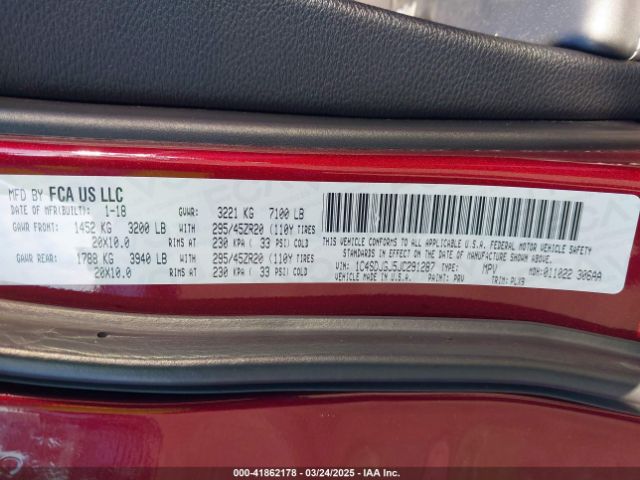 MFD BY FCA US LLC
DATE OF MFR(BUILT): 1-18 GVWR: 3221 KG 7100 LB
GAWR FRONT: 1452 KG 3200 LB WITH 295/45ZR20 (110Y TIRES
20X10.0 RIMS AT 230 KPA ( 33 PSI) COLD
GAWR REAR: 1788 KG 3940 LB WITH 295/45ZR20 (110Y TIRES
20X10.0 RIMS AT 230 KPA ( 33 PSI) COLD
THIS VEHICLE CONFORMS TO ALL APPLICABLE U.S.A. FEDERAL MOTOR VEHICLE SAFETY
STANDARDS IN EFFECT ON THE DATE OF MANUFACTURE SHOWN ABOVE.
VIN: 1C4SDJGJ5JC291287 TYPE: MPV MDH:011022 306AA
VEHICLE MADE IN U.S.A. PAINT: PRV TRIM: PLX9
000-41862178 - 03/24/2025 - IAA, Inc.